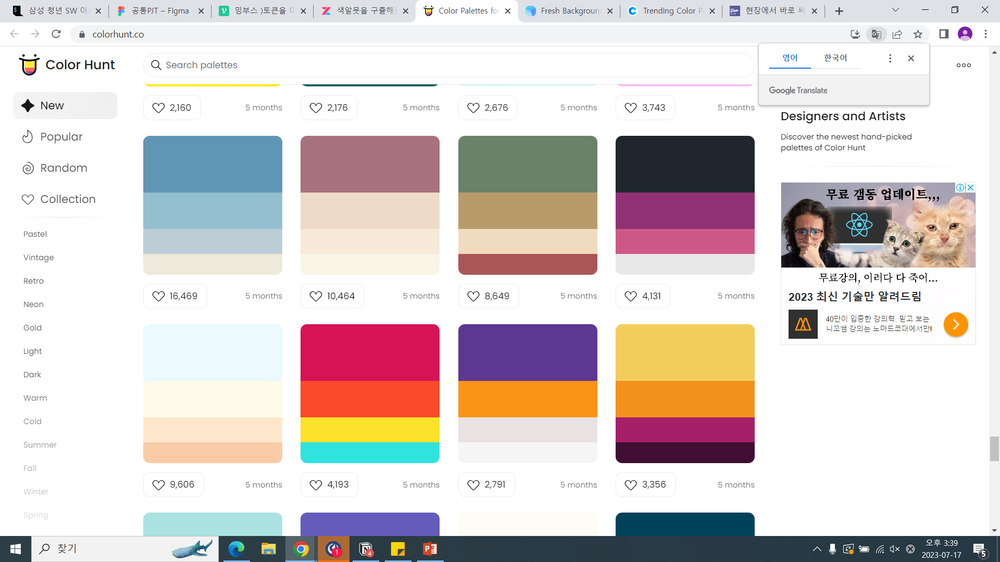 삼성 청년 SW 아
공통PJT – Figma
밍부스 )토큰을 이
색알못을 구출해줄
Color Palettes fo
Fresh Background
Trending Color P
현장에서 바로 써
colorhunt.co
영어
한국어
Google Translate
Color Hunt
Search palettes
New
Popular
Random
Collection
Pastel
Vintage
Retro
Neon
Gold
Light
Dark
Warm
Cold
Summer
Fall
Winter
Spring
2,160 5 months
2,176 5 months
2,676 5 months
3,743 5 months
16,469 5 months
10,464 5 months
8,649 5 months
4,131 5 months
9,606 5 months
4,193 5 months
2,791 5 months
3,356 5 months
Designers and Artists
Discover the newest hand-picked
palettes of Color Hunt
무료 갬동 업데이트,,,
무료강의, 이러다 다 죽어...
2023 최신 기술만 알려드림
40만이 입증한 강의력. 믿고 보는
니꼬쌤 강의는 노마드코더에서만!
찾기
1
4
오후 3:39
2023-07-17
5